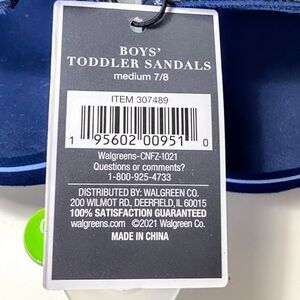 BOYS'
TODDLER SANDALS
medium 7/8
ITEM 307489
1 95602 00951 0
Walgreens-CNFZ-1021
Questions or comments?
1-800-925-4733
DISTRIBUTED BY: WALGREEN CO.
200 WILMOT RD., DEERFIELD, IL 60015
100% SATISFACTION GUARANTEED
walgreens.com ©2021 Walgreen Co.
MADE IN CHINA